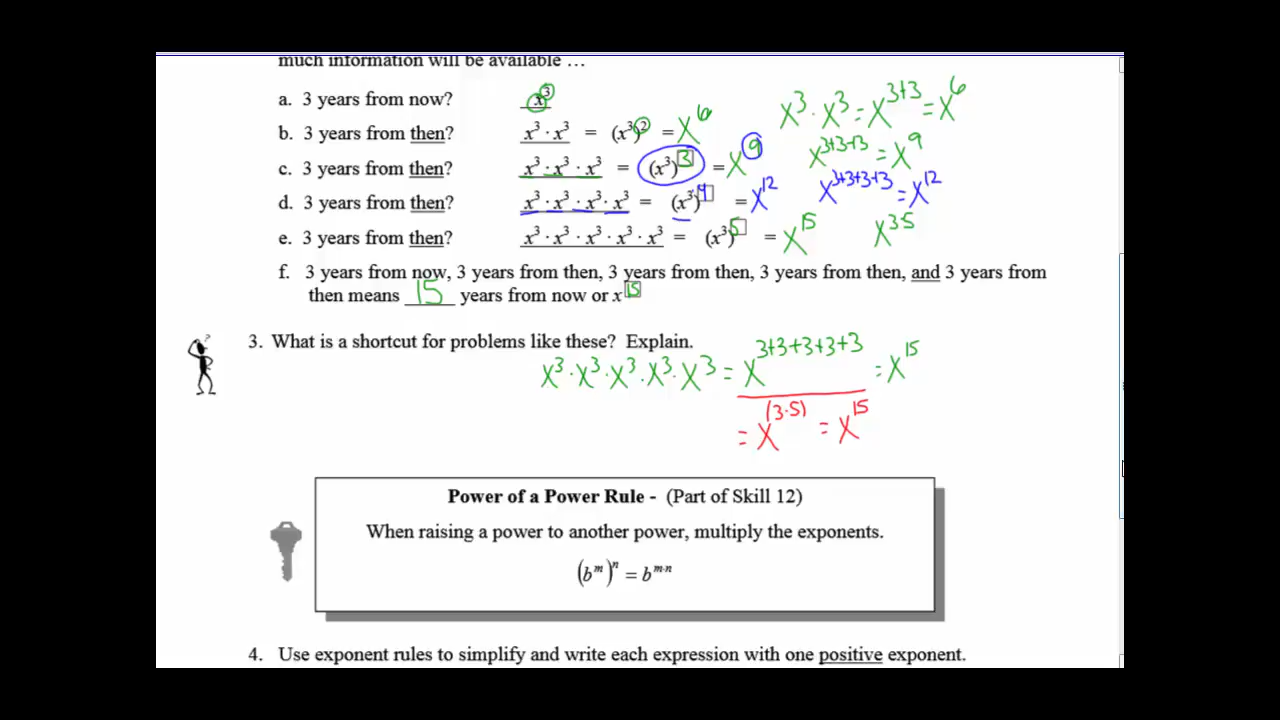 much information will be available …
a. 3 years from now? x³
b. 3 years from then? x³ · x³ = (x³)² = x⁶
x³ · x³ = x³⁺³ = x⁶
c. 3 years from then? x³ · x³ · x³ = (x³)³ = x⁹
x³⁺³⁺³ = x⁹
d. 3 years from then? x³ · x³ · x³ · x³ = (x³)⁴ = x¹²
x³⁺³⁺³⁺³ = x¹²
e. 3 years from then? x³ · x³ · x³ · x³ · x³ = (x³)⁵ = x¹⁵ x³˙⁵
f. 3 years from now, 3 years from then, 3 years from then, 3 years from then, and 3 years from
then means 15 years from now or x¹⁵
3. What is a shortcut for problems like these? Explain.
x³ · x³ · x³ · x³ · x³ = x³⁺³⁺³⁺³⁺³ = x¹⁵
= x⁽³˙⁵⁾ = x¹⁵
Power of a Power Rule - (Part of Skill 12)
When raising a power to another power, multiply the exponents.
(bᵐ)ⁿ = bᵐ˙ⁿ
4. Use exponent rules to simplify and write each expression with one positive exponent.